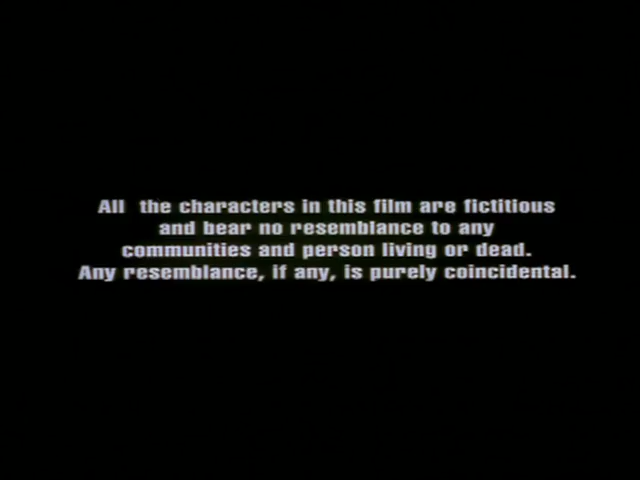 All the characters in this film are fictitious
and bear no resemblance to any
communities and person living or dead.
Any resemblance, if any, is purely coincidental.